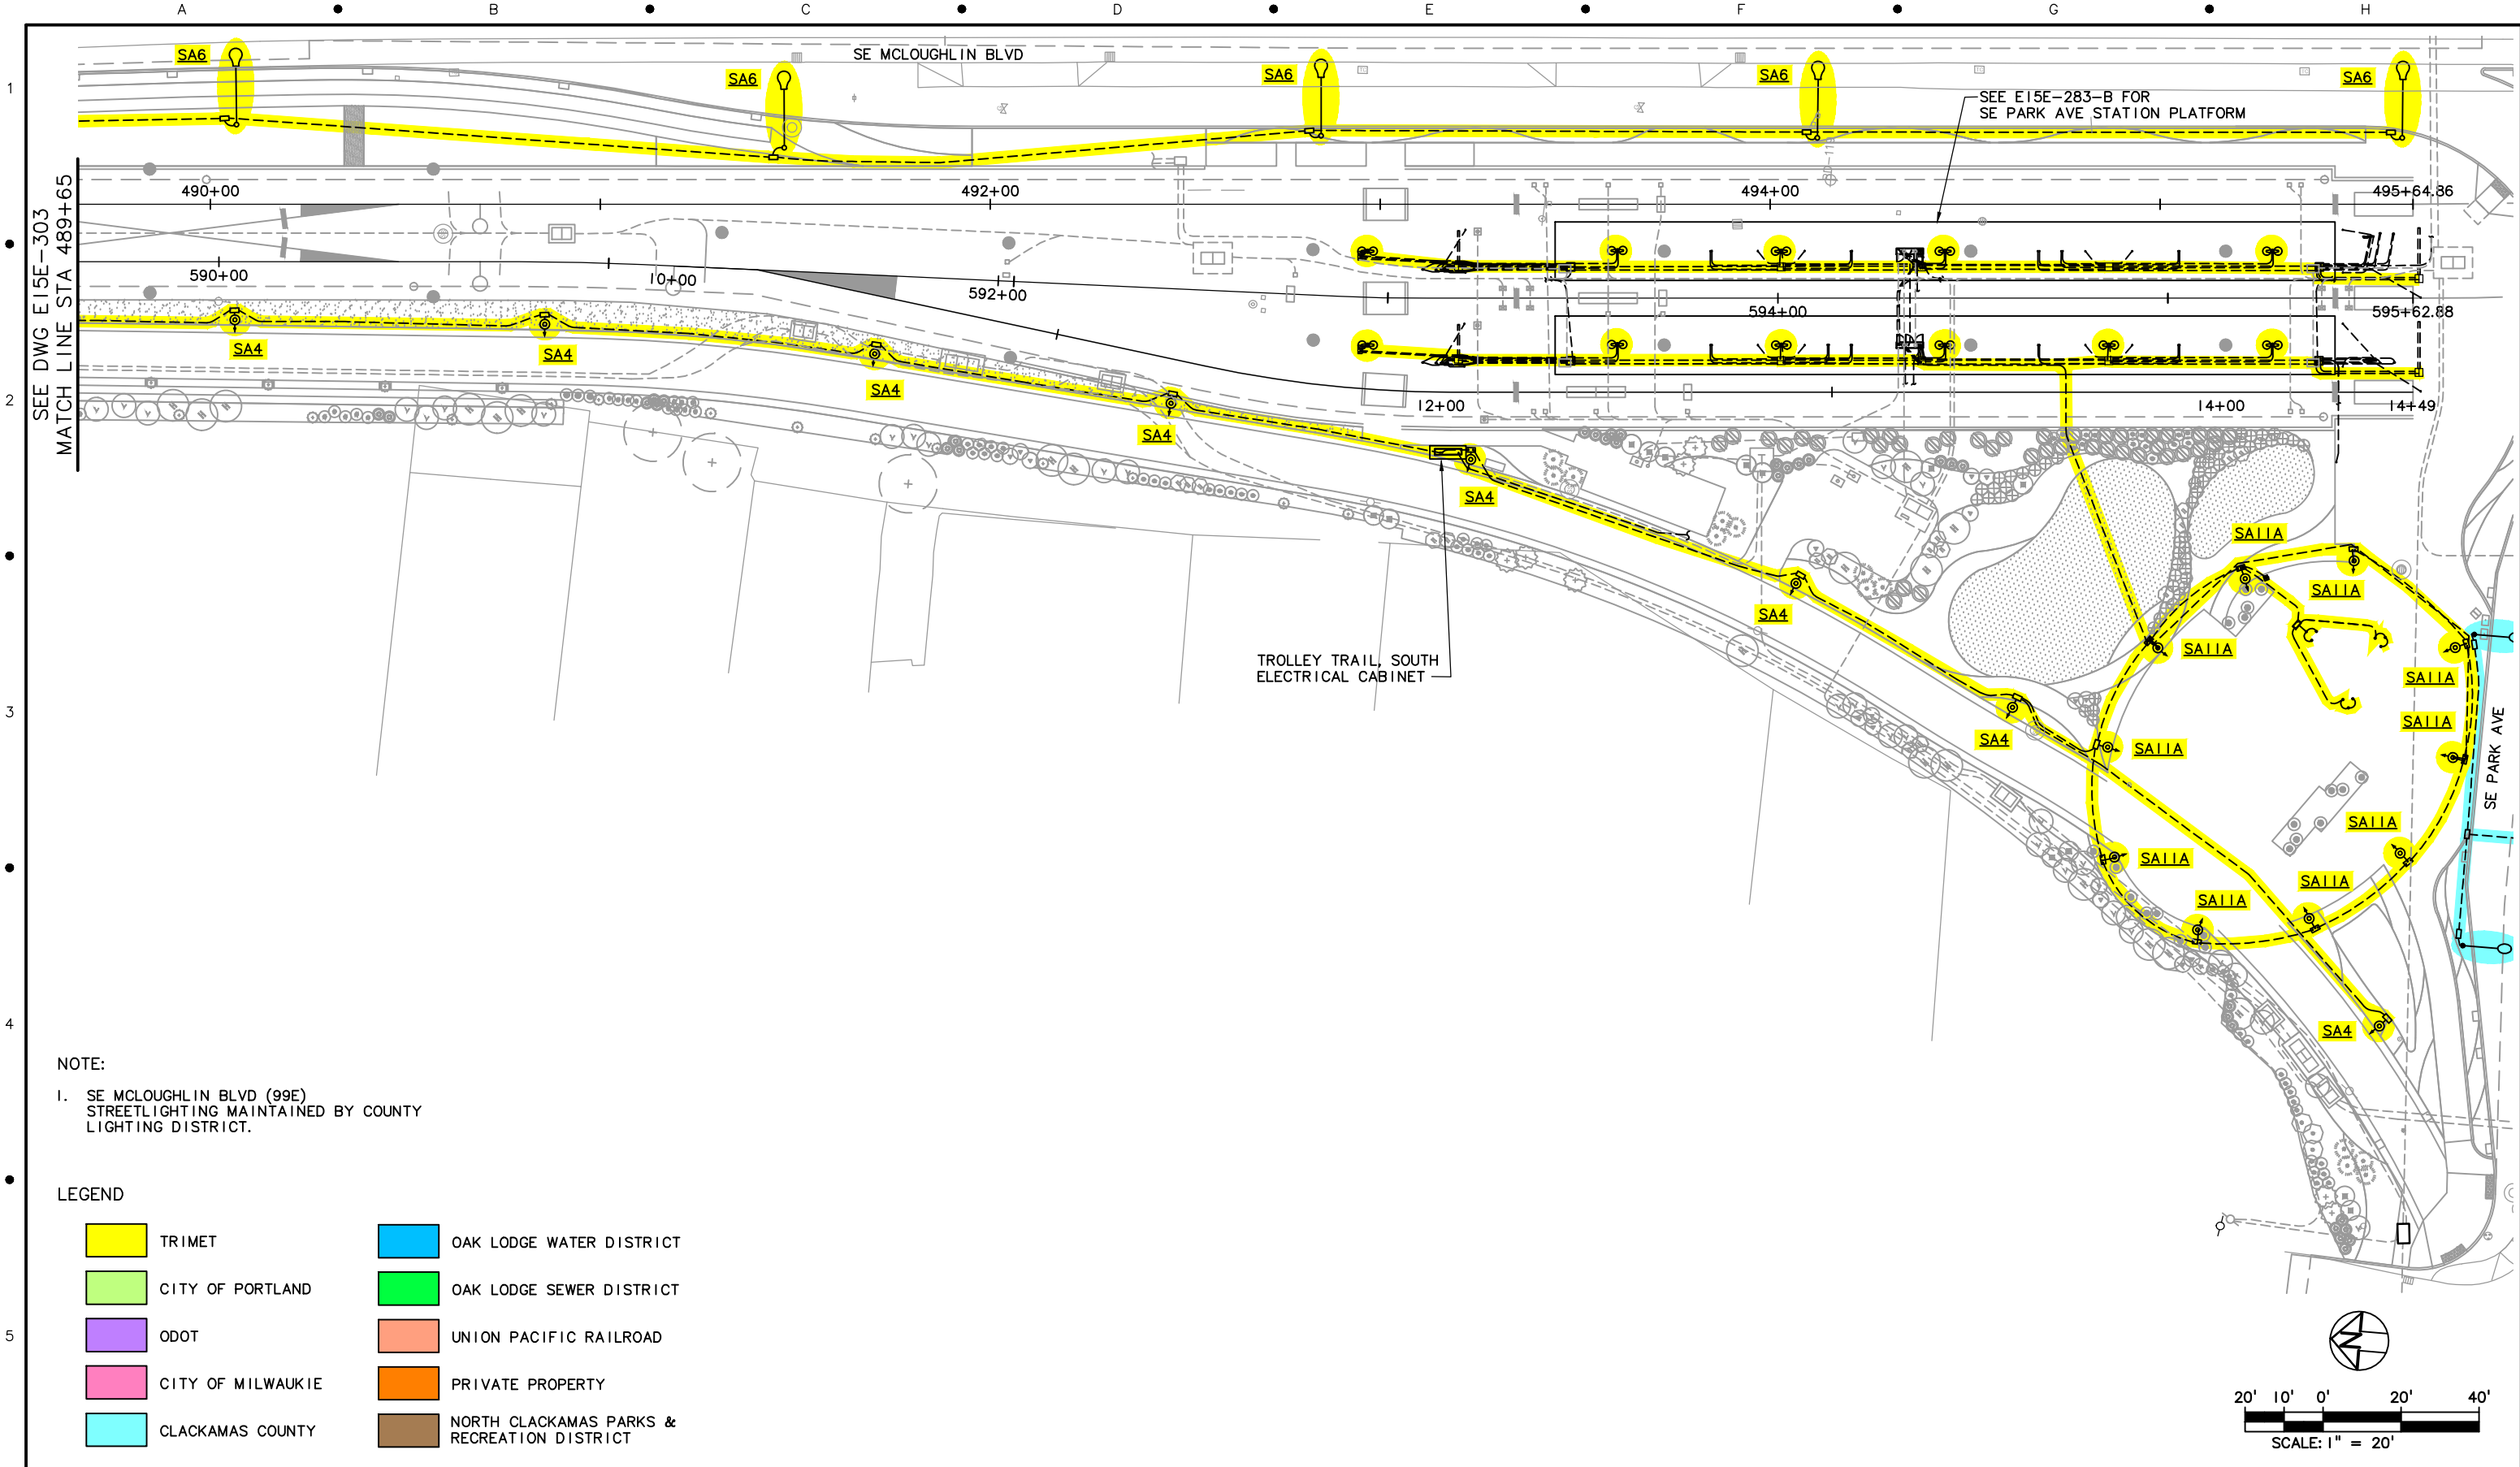 A B C D E F G H
1
2
3
4
5
SE MCLOUGHLIN BLVD
SA6
SA6
SA6
SA6
SA6
SEE E15E-283-B FOR
SE PARK AVE STATION PLATFORM
SEE DWG E15E-303
MATCH LINE STA 489+65
490+00
492+00
494+00
495+64.86
590+00
10+00
592+00
594+00
595+62.88
12+00
14+00
14+49
SA4
SA4
SA4
SA4
SA4
SA4
SA4
SA4
TROLLEY TRAIL, SOUTH
ELECTRICAL CABINET
SA11A
SA11A
SA11A
SA11A
SA11A
SA11A
SA11A
SA11A
SA11A
SA11A
SE PARK AVE
NOTE:
1. SE MCLOUGHLIN BLVD (99E)
STREETLIGHTING MAINTAINED BY COUNTY
LIGHTING DISTRICT.
LEGEND
TRIMET
CITY OF PORTLAND
ODOT
CITY OF MILWAUKIE
CLACKAMAS COUNTY
OAK LODGE WATER DISTRICT
OAK LODGE SEWER DISTRICT
UNION PACIFIC RAILROAD
PRIVATE PROPERTY
NORTH CLACKAMAS PARKS &
RECREATION DISTRICT
N
20' 10' 0' 20' 40'
SCALE: 1" = 20'